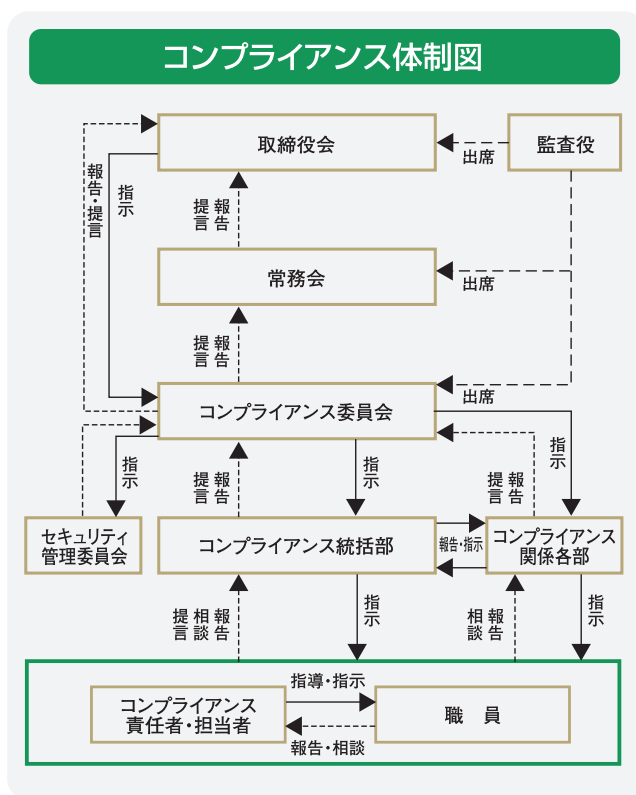 コンプライアンス体制図
取締役会
監査役
出席
報告・提言
指示
報告
提言
常務会
出席
報告
提言
コンプライアンス委員会
出席
指示
報告
提言
指示
報告
提言
指示
セキュリティ
管理委員会
コンプライアンス統括部
報告・指示
コンプライアンス
関係各部
報告
相談
提言
指示
報告
相談
指示
コンプライアンス
責任者・担当者
指導・指示
職　員
報告・相談